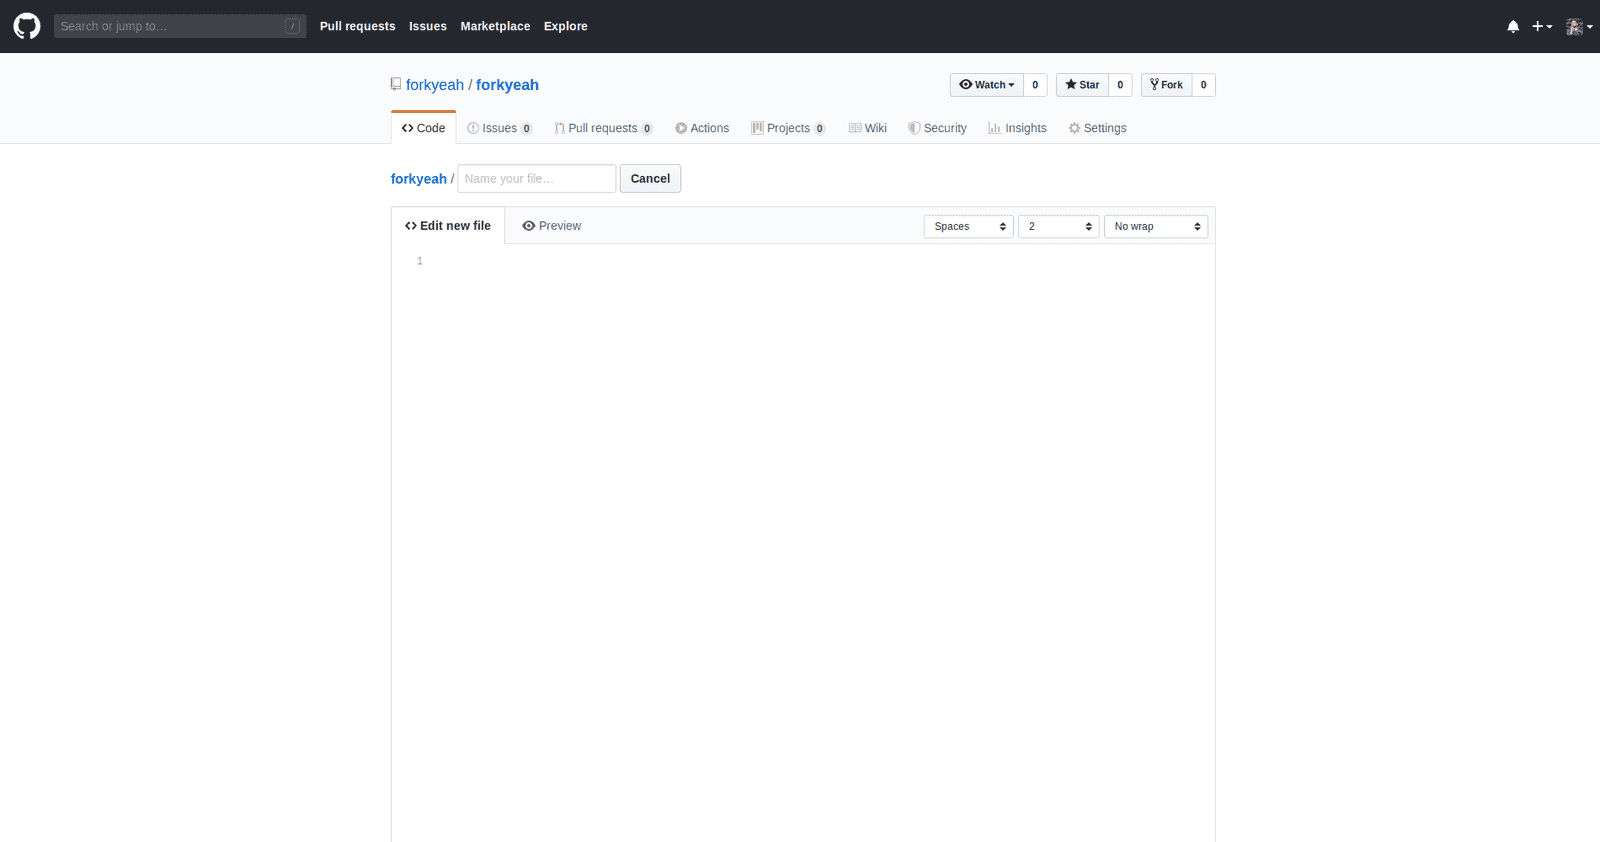 Search or jump to… / Pull requests Issues Marketplace Explore
forkyeah / forkyeah Watch 0 Star 0 Fork 0
Code Issues 0 Pull requests 0 Actions Projects 0 Wiki Security Insights Settings
forkyeah / Name your file… Cancel
Edit new file Preview Spaces 2 No wrap
1